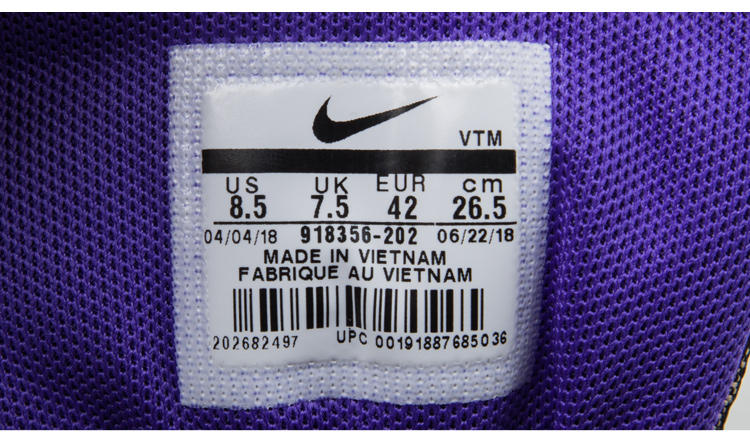 VTM
US UK EUR cm
8.5 7.5 42 26.5
04/04/18 918356-202 06/22/18
MADE IN VIETNAM
FABRIQUE AU VIETNAM
202682497 UPC 00191887685036